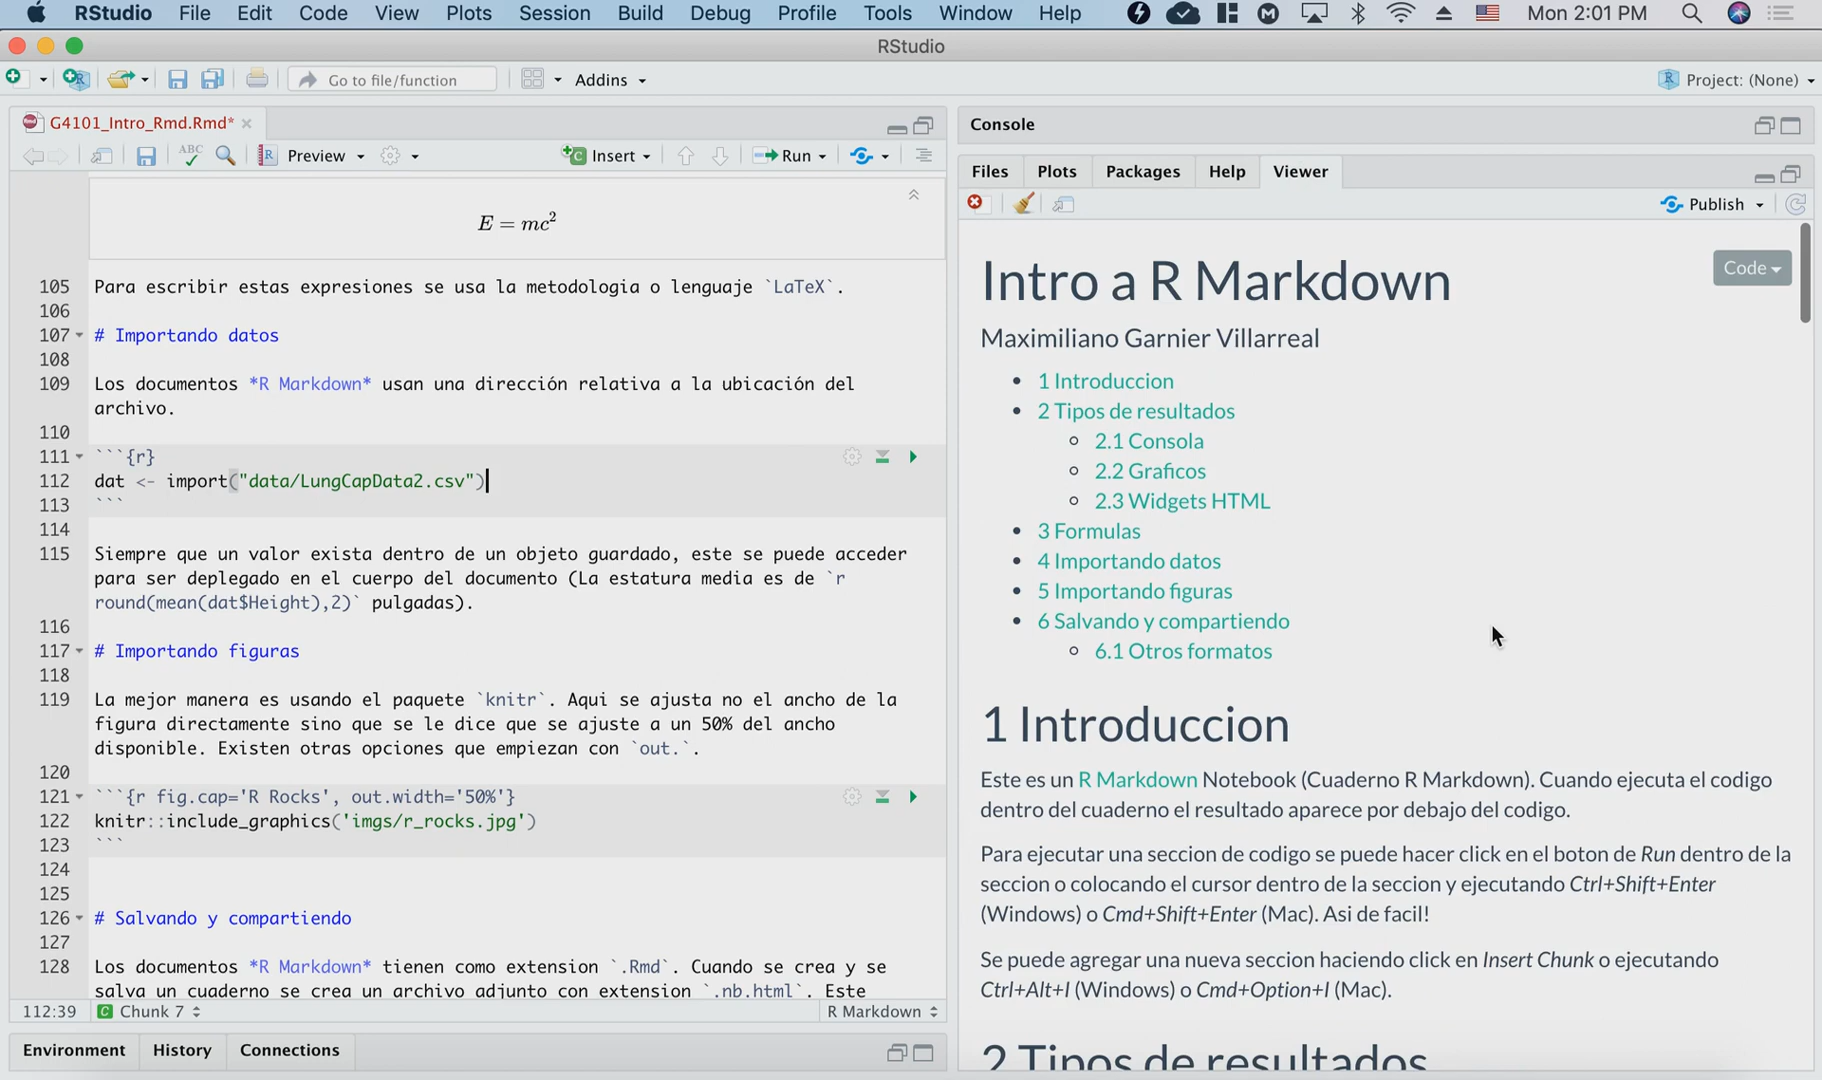 RStudio File Edit Code View Plots Session Build Debug Profile Tools Window Help Mon 2:01 PM
RStudio
Go to file/function Addins Project: (None)
G4101_Intro_Rmd.Rmd*
ABC Preview Insert Run
E = mc²
105 Para escribir estas expresiones se usa la metodologia o lenguaje `LaTeX`.
106
107 # Importando datos
108
109 Los documentos *R Markdown* usan una dirección relativa a la ubicación del
archivo.
110
111 ```{r}
112 dat <- import("data/LungCapData2.csv")
113 ```
114
115 Siempre que un valor exista dentro de un objeto guardado, este se puede acceder
para ser deplegado en el cuerpo del documento (La estatura media es de `r
round(mean(dat$Height),2)` pulgadas).
116
117 # Importando figuras
118
119 La mejor manera es usando el paquete `knitr`. Aqui se ajusta no el ancho de la
figura directamente sino que se le dice que se ajuste a un 50% del ancho
disponible. Existen otras opciones que empiezan con `out.`.
120
121 ```{r fig.cap='R Rocks', out.width='50%'}
122 knitr::include_graphics('imgs/r_rocks.jpg')
123 ```
124
125
126 # Salvando y compartiendo
127
128 Los documentos *R Markdown* tienen como extension `.Rmd`. Cuando se crea y se
salva un cuaderno se crea un archivo adjunto con extension `.nb.html`. Este
112:39 C Chunk 7 R Markdown
Environment History Connections
Console
Files Plots Packages Help Viewer
Publish
Code
Intro a R Markdown
Maximiliano Garnier Villarreal
• 1 Introduccion
• 2 Tipos de resultados
2.1 Consola
2.2 Graficos
2.3 Widgets HTML
• 3 Formulas
• 4 Importando datos
• 5 Importando figuras
• 6 Salvando y compartiendo
6.1 Otros formatos
1 Introduccion
Este es un R Markdown Notebook (Cuaderno R Markdown). Cuando ejecuta el codigo
dentro del cuaderno el resultado aparece por debajo del codigo.
Para ejecutar una seccion de codigo se puede hacer click en el boton de Run dentro de la
seccion o colocando el cursor dentro de la seccion y ejecutando Ctrl+Shift+Enter
(Windows) o Cmd+Shift+Enter (Mac). Asi de facil!
Se puede agregar una nueva seccion haciendo click en Insert Chunk o ejecutando
Ctrl+Alt+I (Windows) o Cmd+Option+I (Mac).
2 Tipos de resultados